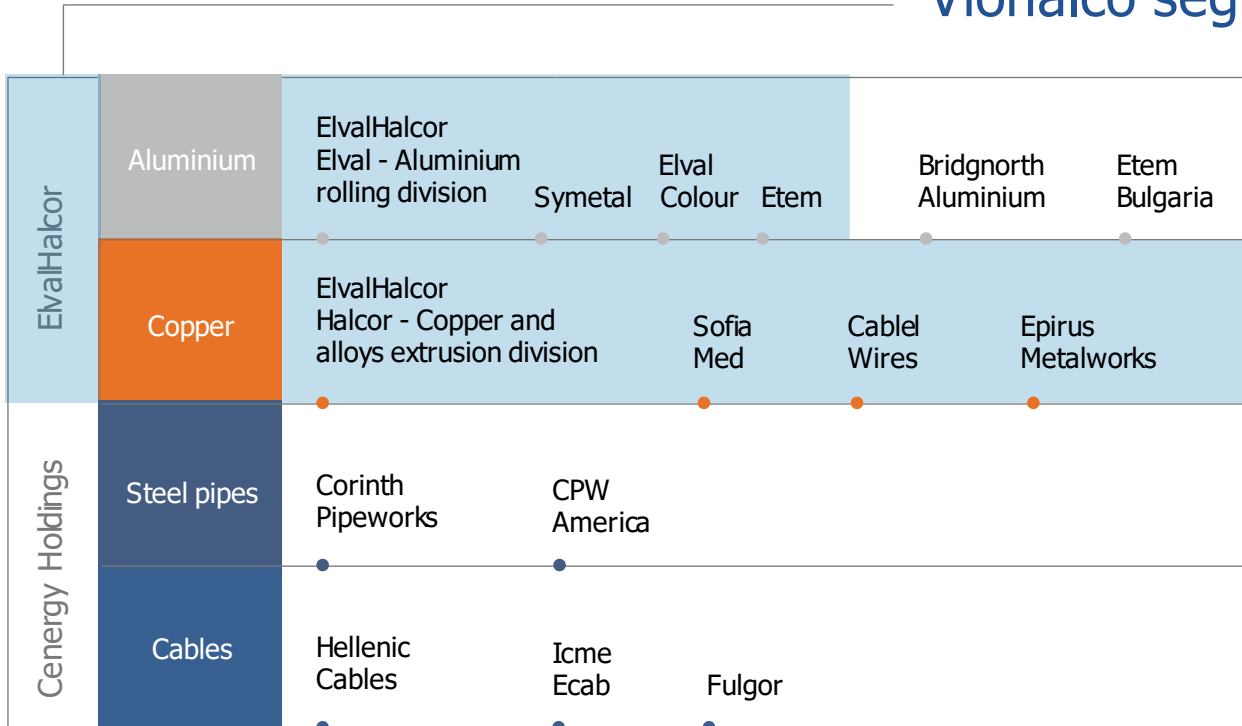 Vionalco seg
ElvalHalcor
Aluminium
ElvalHalcor
Elval - Aluminium
rolling division
Symetal
Elval
Colour
Etem
Bridgnorth
Aluminium
Etem
Bulgaria
Copper
ElvalHalcor
Halcor - Copper and
alloys extrusion division
Sofia
Med
Cablel
Wires
Epirus
Metalworks
Cenergy Holdings
Steel pipes
Corinth
Pipeworks
CPW
America
Cables
Hellenic
Cables
Icme
Ecab
Fulgor